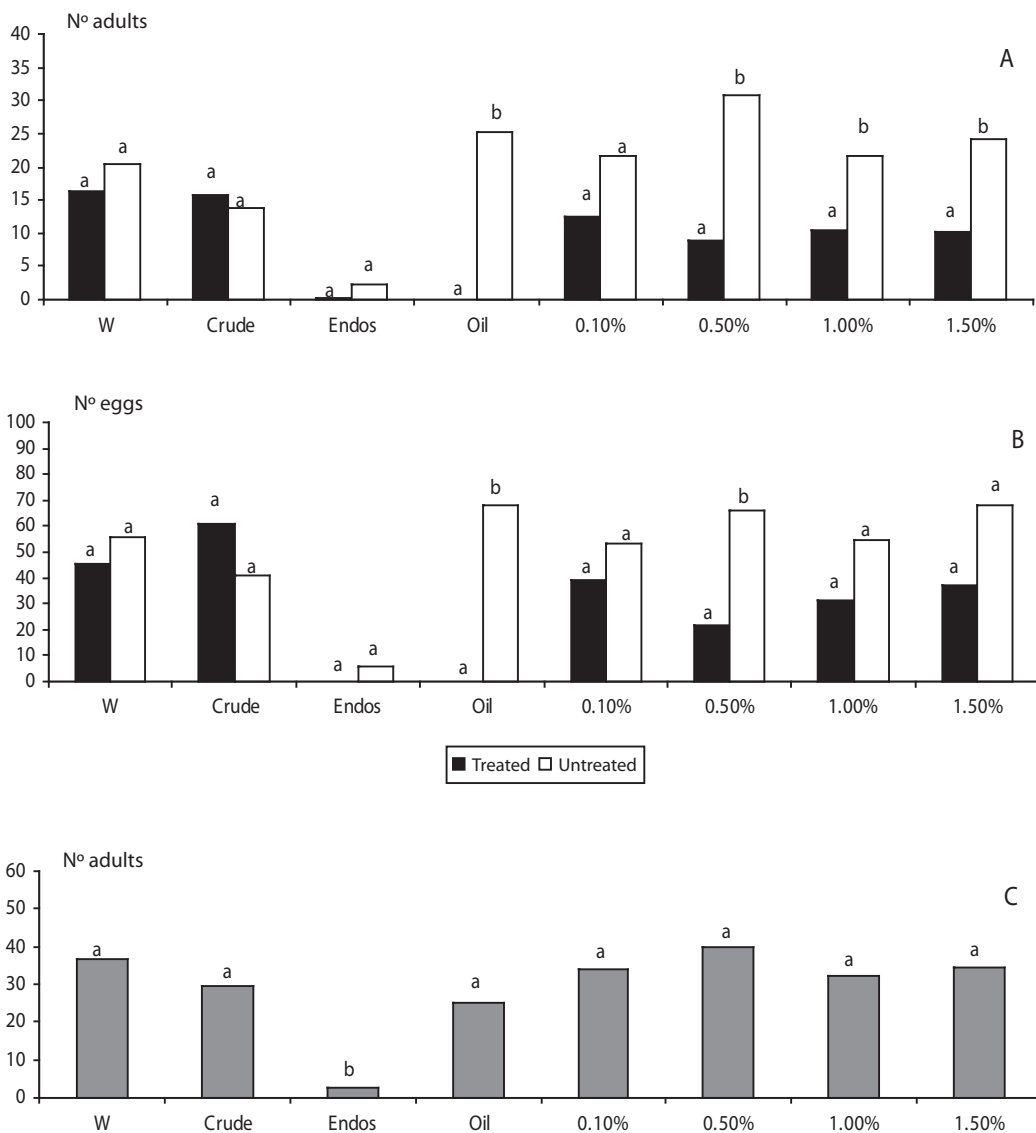 Nº adults
A
40
35
30
25
20
15
10
5
0
a a a a a a a b a a a b a b a b
W Crude Endos Oil 0.10% 0.50% 1.00% 1.50%
Nº eggs
B
100
90
80
70
60
50
40
30
20
10
0
a a a a a a a b a a a b a a a a
W Crude Endos Oil 0.10% 0.50% 1.00% 1.50%
Treated Untreated
Nº adults
C
60
50
40
30
20
10
0
a a b a a a a a
W Crude Endos Oil 0.10% 0.50% 1.00% 1.50%